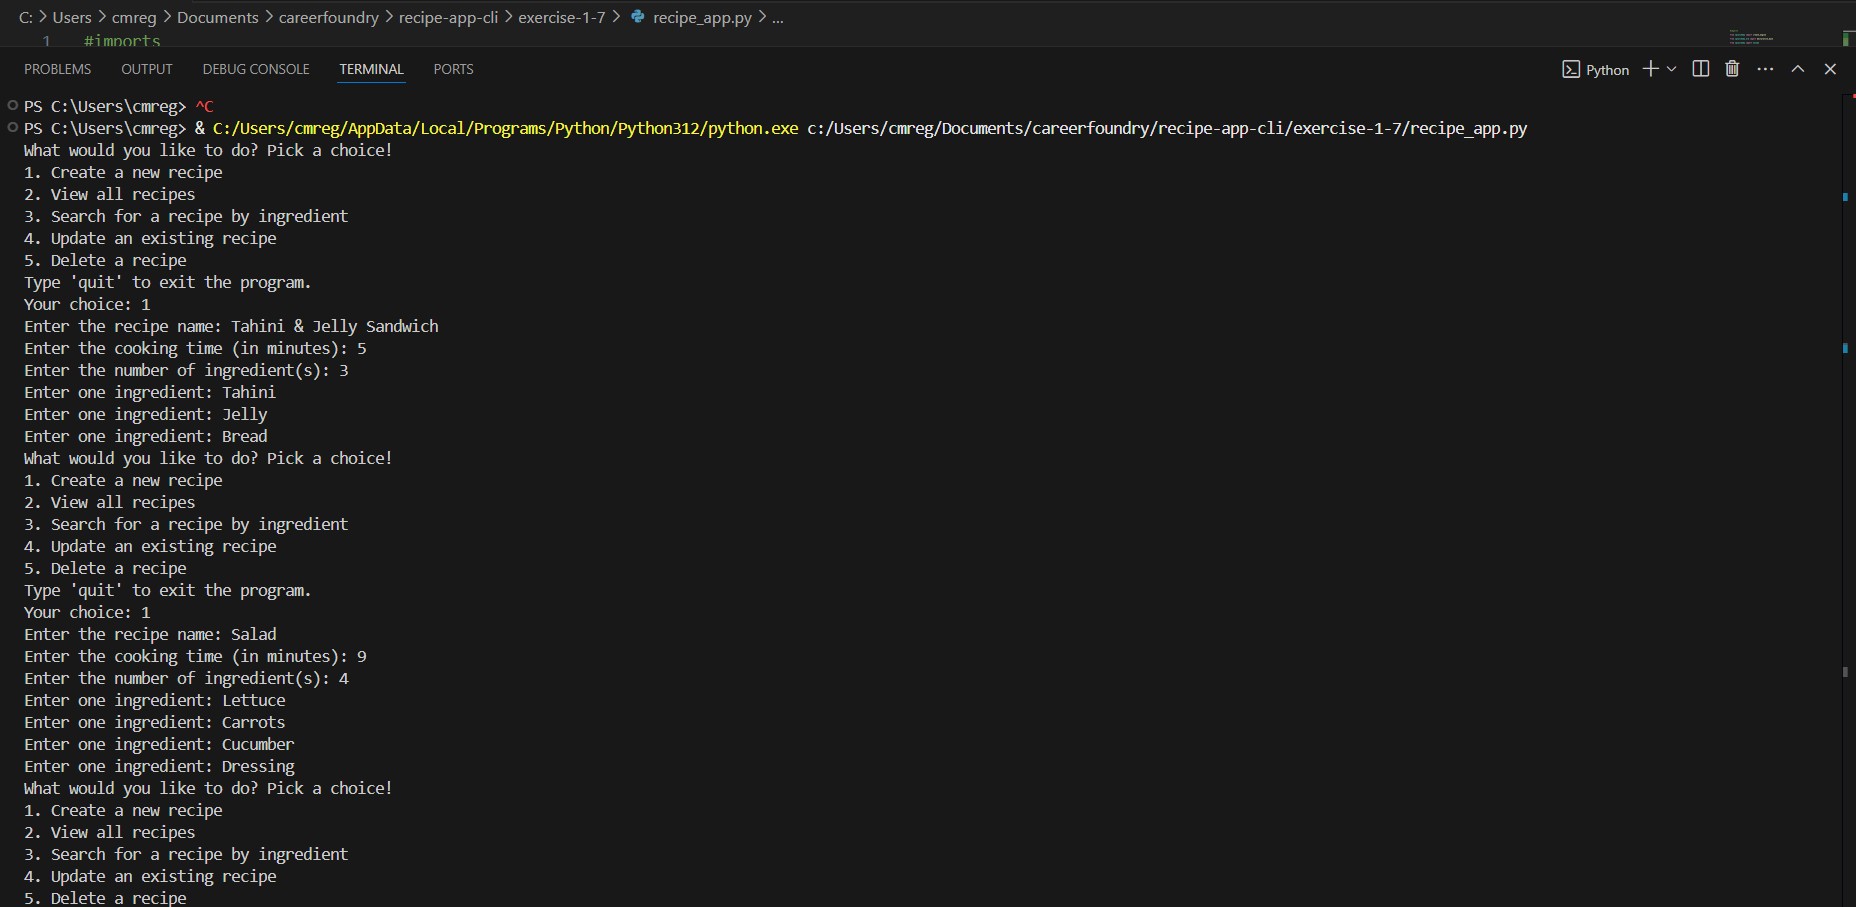 C: > Users > cmreg > Documents > careerfoundry > recipe-app-cli > exercise-1-7 > recipe_app.py > ...
1 #imports
PROBLEMS OUTPUT DEBUG CONSOLE TERMINAL PORTS Python
PS C:\Users\cmreg> ^C
PS C:\Users\cmreg> & C:/Users/cmreg/AppData/Local/Programs/Python/Python312/python.exe c:/Users/cmreg/Documents/careerfoundry/recipe-app-cli/exercise-1-7/recipe_app.py
What would you like to do? Pick a choice!
1. Create a new recipe
2. View all recipes
3. Search for a recipe by ingredient
4. Update an existing recipe
5. Delete a recipe
Type 'quit' to exit the program.
Your choice: 1
Enter the recipe name: Tahini & Jelly Sandwich
Enter the cooking time (in minutes): 5
Enter the number of ingredient(s): 3
Enter one ingredient: Tahini
Enter one ingredient: Jelly
Enter one ingredient: Bread
What would you like to do? Pick a choice!
1. Create a new recipe
2. View all recipes
3. Search for a recipe by ingredient
4. Update an existing recipe
5. Delete a recipe
Type 'quit' to exit the program.
Your choice: 1
Enter the recipe name: Salad
Enter the cooking time (in minutes): 9
Enter the number of ingredient(s): 4
Enter one ingredient: Lettuce
Enter one ingredient: Carrots
Enter one ingredient: Cucumber
Enter one ingredient: Dressing
What would you like to do? Pick a choice!
1. Create a new recipe
2. View all recipes
3. Search for a recipe by ingredient
4. Update an existing recipe
5. Delete a recipe